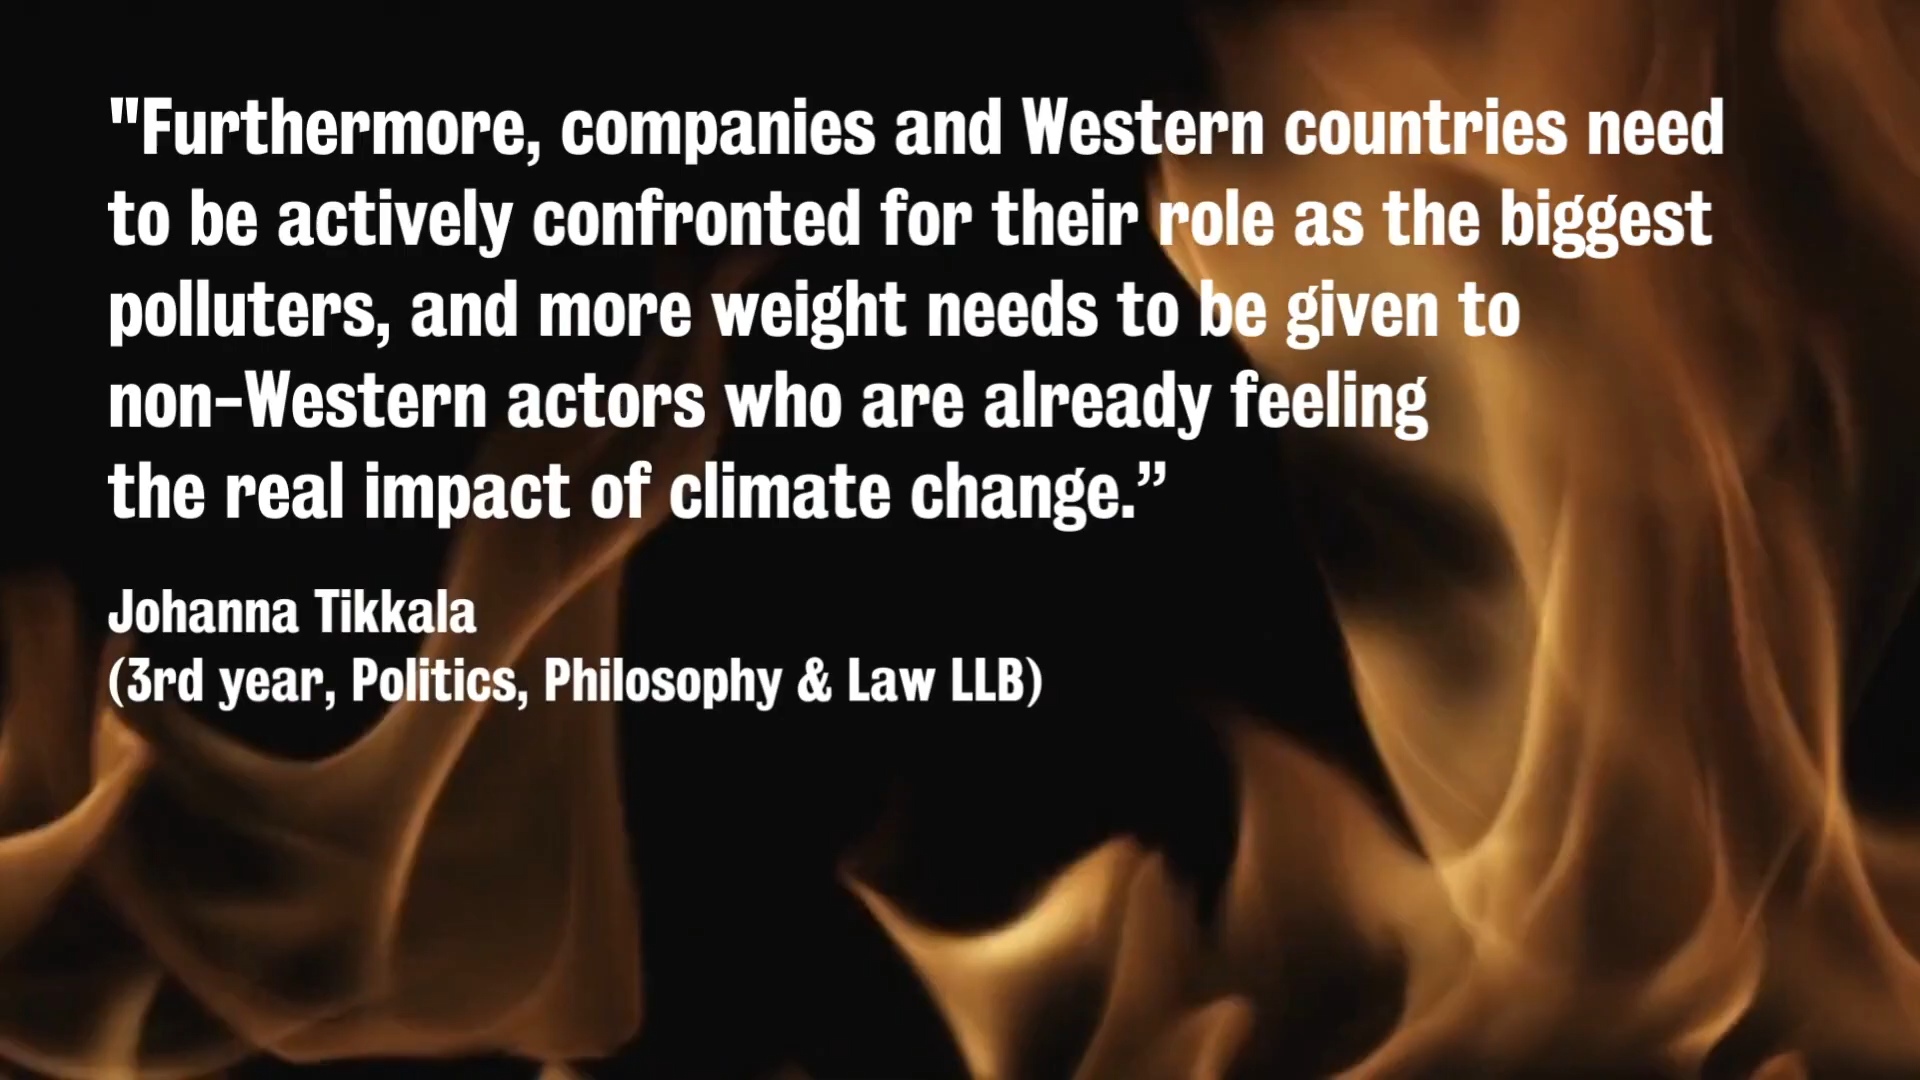 "Furthermore, companies and Western countries need
to be actively confronted for their role as the biggest
polluters, and more weight needs to be given to
non-Western actors who are already feeling
the real impact of climate change.”
Johanna Tikkala
(3rd year, Politics, Philosophy & Law LLB)